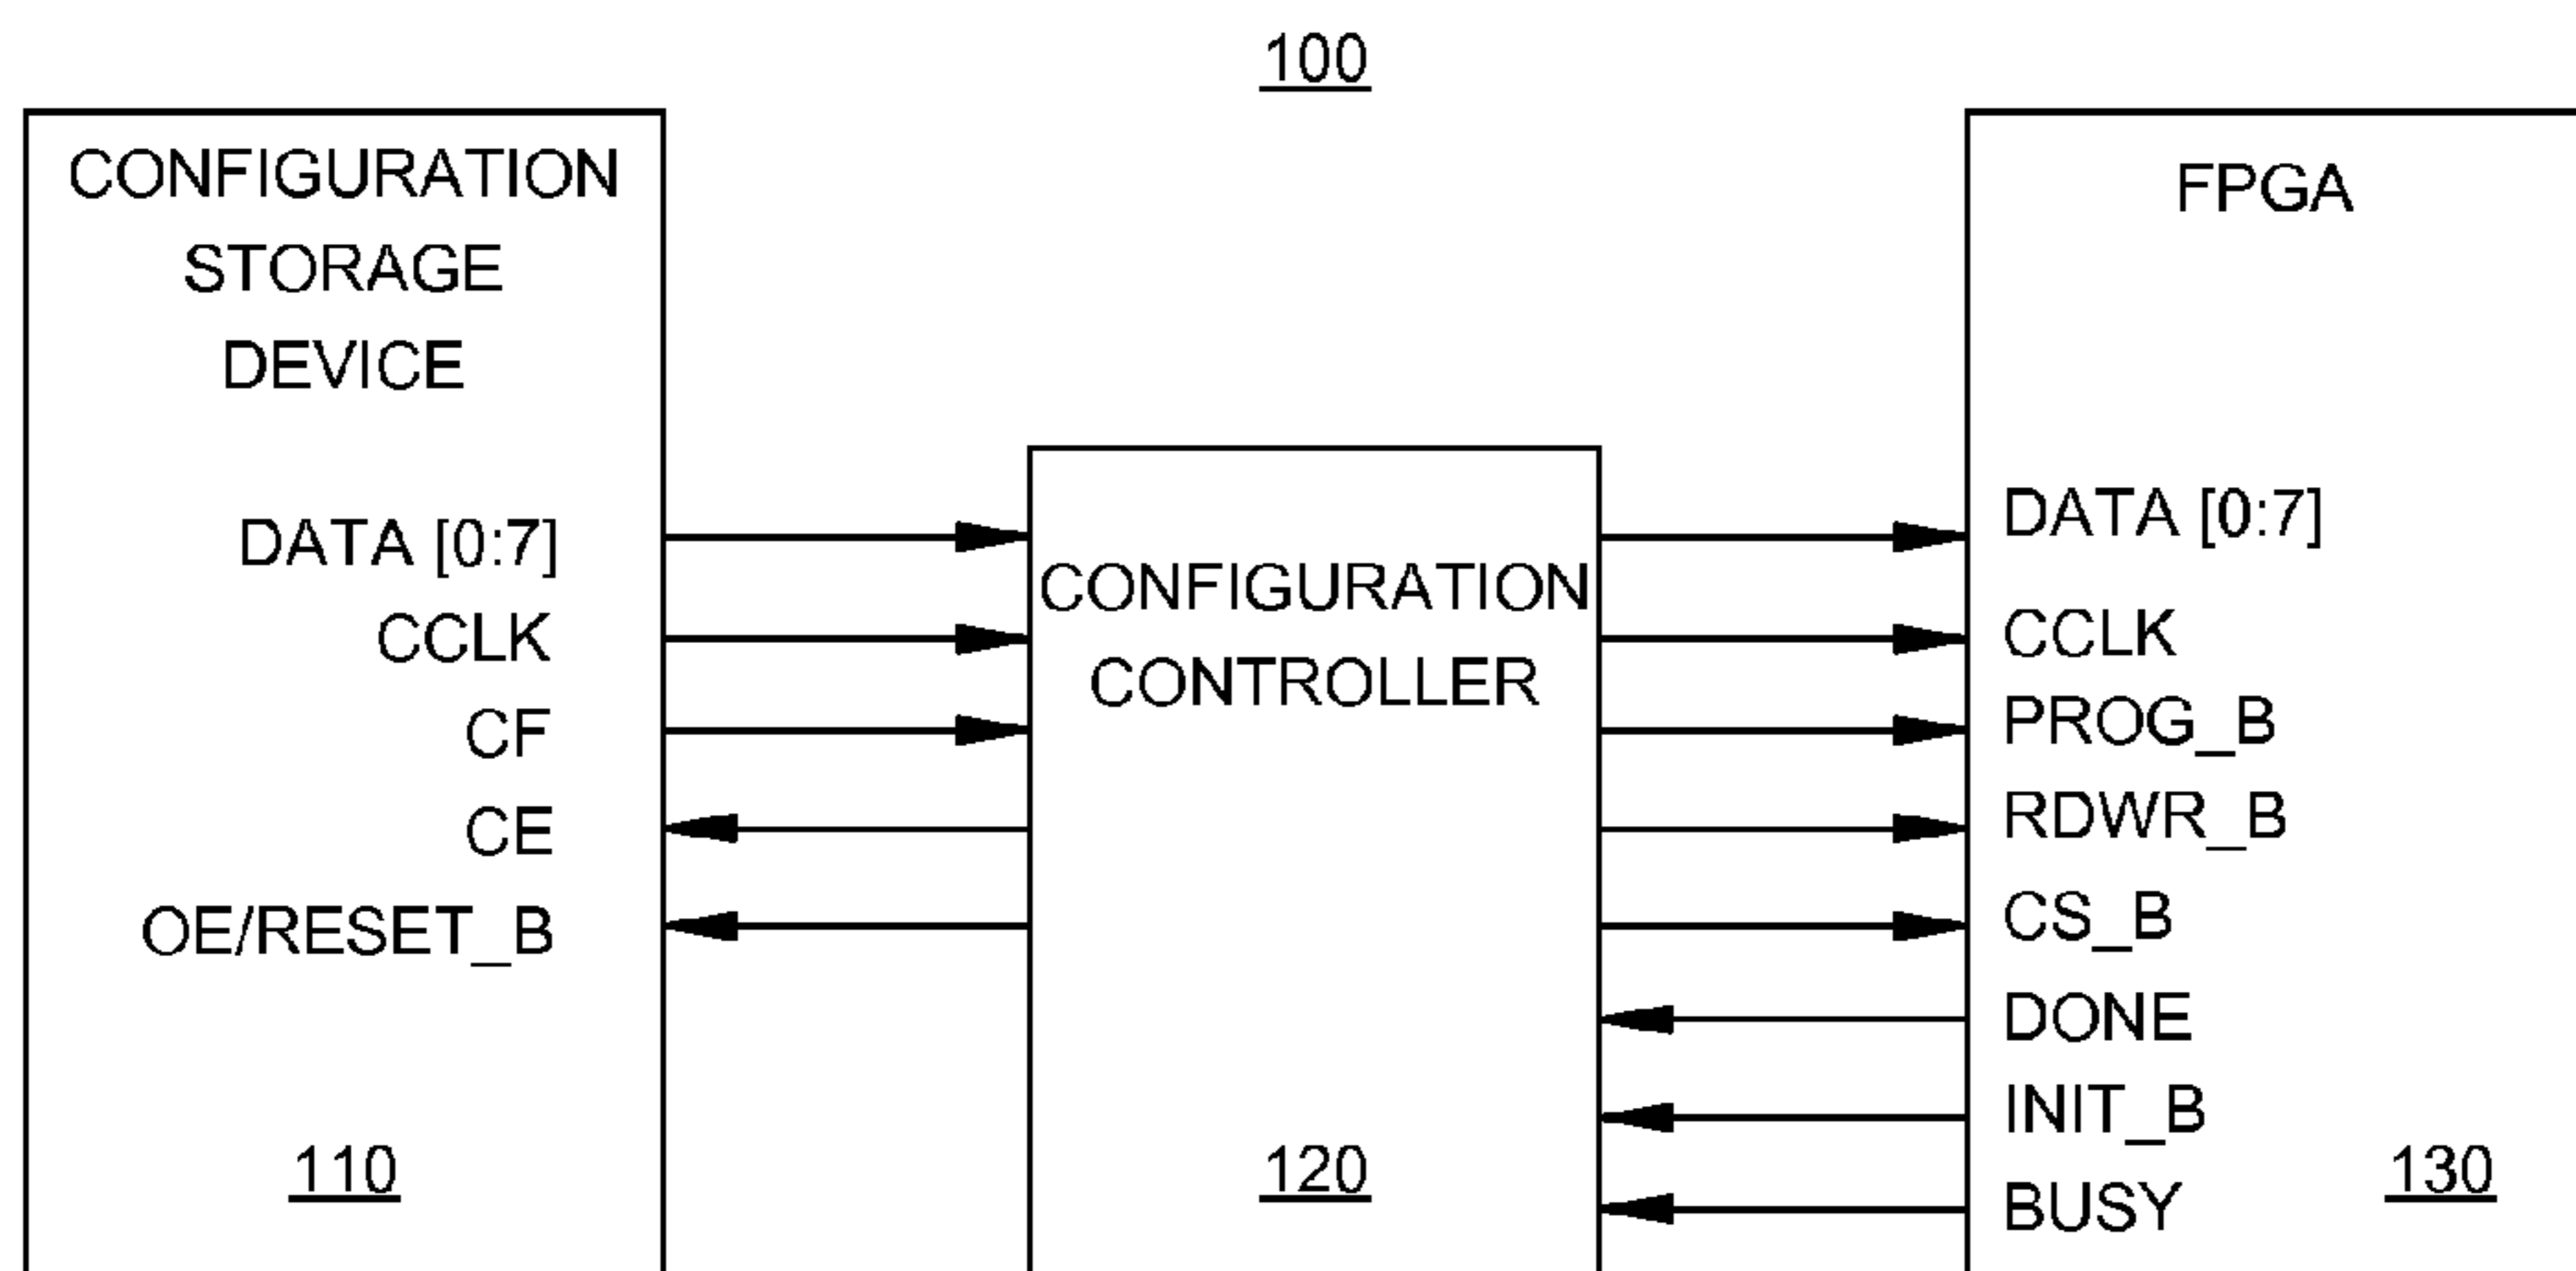 100
CONFIGURATION
STORAGE
DEVICE
DATA [0:7]
CCLK
CF
CE
OE/RESET_B
110
CONFIGURATION
CONTROLLER
120
FPGA
DATA [0:7]
CCLK
PROG_B
RDWR_B
CS_B
DONE
INIT_B
BUSY
130